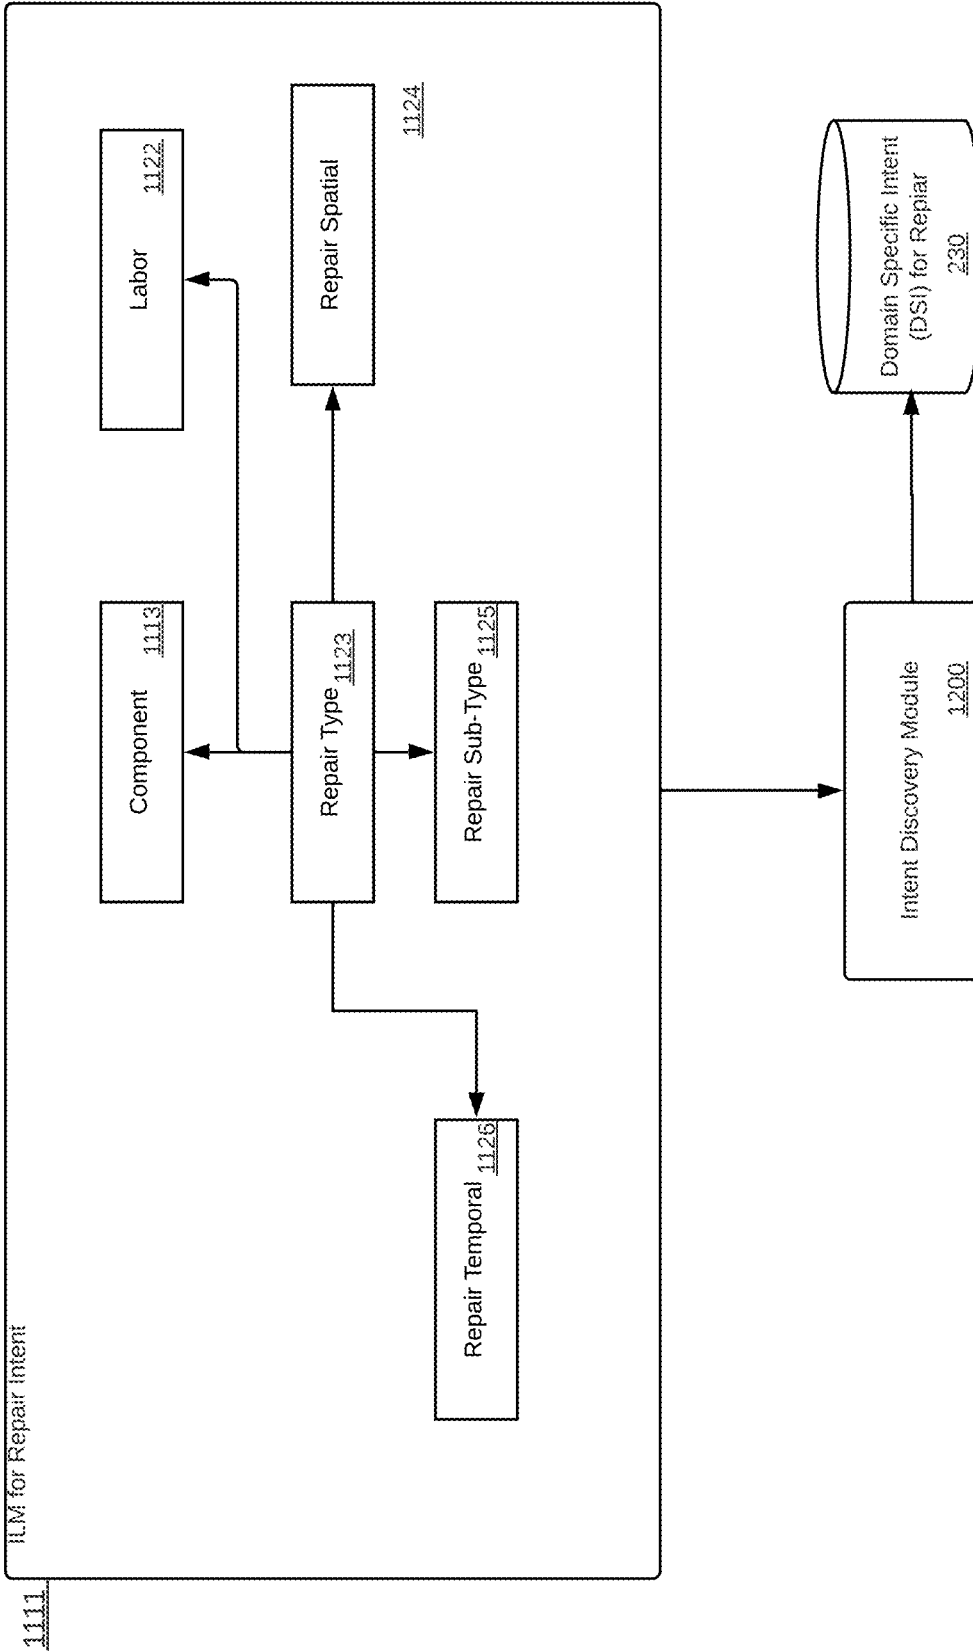 1111
ILM for Repair Intent
Component
1113
Labor
1122
Repair Type
1123
Repair Spatial
1124
Repair Temporal
1126
Repair Sub-Type
1125
Intent Discovery Module
1200
Domain Specific Intent
(DSI) for Repiar
230